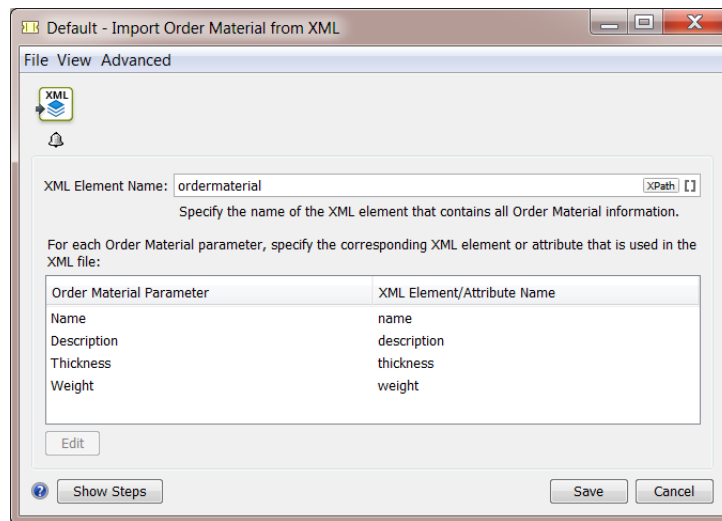 Default - Import Order Material from XML
File View Advanced
XML
XML Element Name: ordermaterial XPath []
Specify the name of the XML element that contains all Order Material information.
For each Order Material parameter, specify the corresponding XML element or attribute that is used in the
XML file:
Order Material Parameter XML Element/Attribute Name
Name name
Description description
Thickness thickness
Weight weight
Edit
? Show Steps Save Cancel